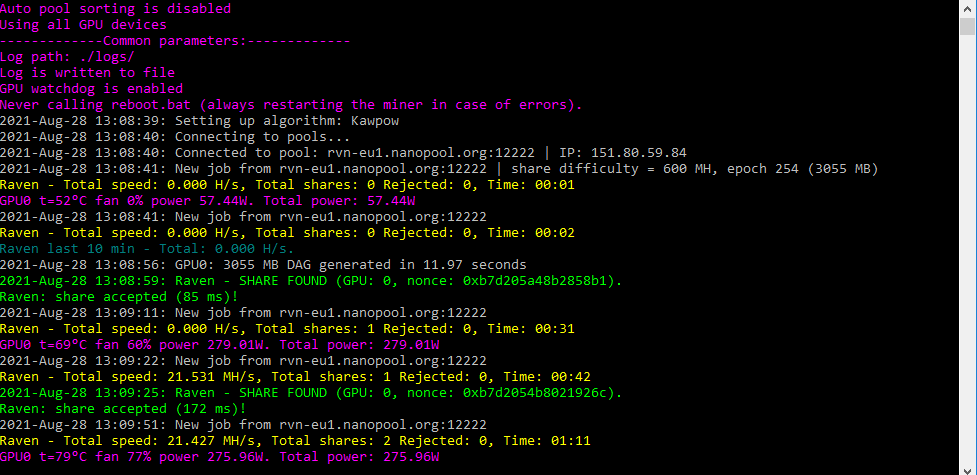 Auto pool sorting is disabled
Using all GPU devices
-------------Common parameters:-------------
Log path: ./logs/
Log is written to file
GPU watchdog is enabled
Never calling reboot.bat (always restarting the miner in case of errors).
2021-Aug-28 13:08:39: Setting up algorithm: Kawpow
2021-Aug-28 13:08:40: Connecting to pools...
2021-Aug-28 13:08:40: Connected to pool: rvn-eu1.nanopool.org:12222 | IP: 151.80.59.84
2021-Aug-28 13:08:41: New job from rvn-eu1.nanopool.org:12222 | share difficulty = 600 MH, epoch 254 (3055 MB)
Raven - Total speed: 0.000 H/s, Total shares: 0 Rejected: 0, Time: 00:01
GPU0 t=52°C fan 0% power 57.44W. Total power: 57.44W
2021-Aug-28 13:08:41: New job from rvn-eu1.nanopool.org:12222
Raven - Total speed: 0.000 H/s, Total shares: 0 Rejected: 0, Time: 00:02
Raven last 10 min - Total: 0.000 H/s.
2021-Aug-28 13:08:56: GPU0: 3055 MB DAG generated in 11.97 seconds
2021-Aug-28 13:08:59: Raven - SHARE FOUND (GPU: 0, nonce: 0xb7d205a48b2858b1).
Raven: share accepted (85 ms)!
2021-Aug-28 13:09:11: New job from rvn-eu1.nanopool.org:12222
Raven - Total speed: 0.000 H/s, Total shares: 1 Rejected: 0, Time: 00:31
GPU0 t=69°C fan 60% power 279.01W. Total power: 279.01W
2021-Aug-28 13:09:22: New job from rvn-eu1.nanopool.org:12222
Raven - Total speed: 21.531 MH/s, Total shares: 1 Rejected: 0, Time: 00:42
2021-Aug-28 13:09:25: Raven - SHARE FOUND (GPU: 0, nonce: 0xb7d2054b8021926c).
Raven: share accepted (172 ms)!
2021-Aug-28 13:09:51: New job from rvn-eu1.nanopool.org:12222
Raven - Total speed: 21.427 MH/s, Total shares: 2 Rejected: 0, Time: 01:11
GPU0 t=79°C fan 77% power 275.96W. Total power: 275.96W